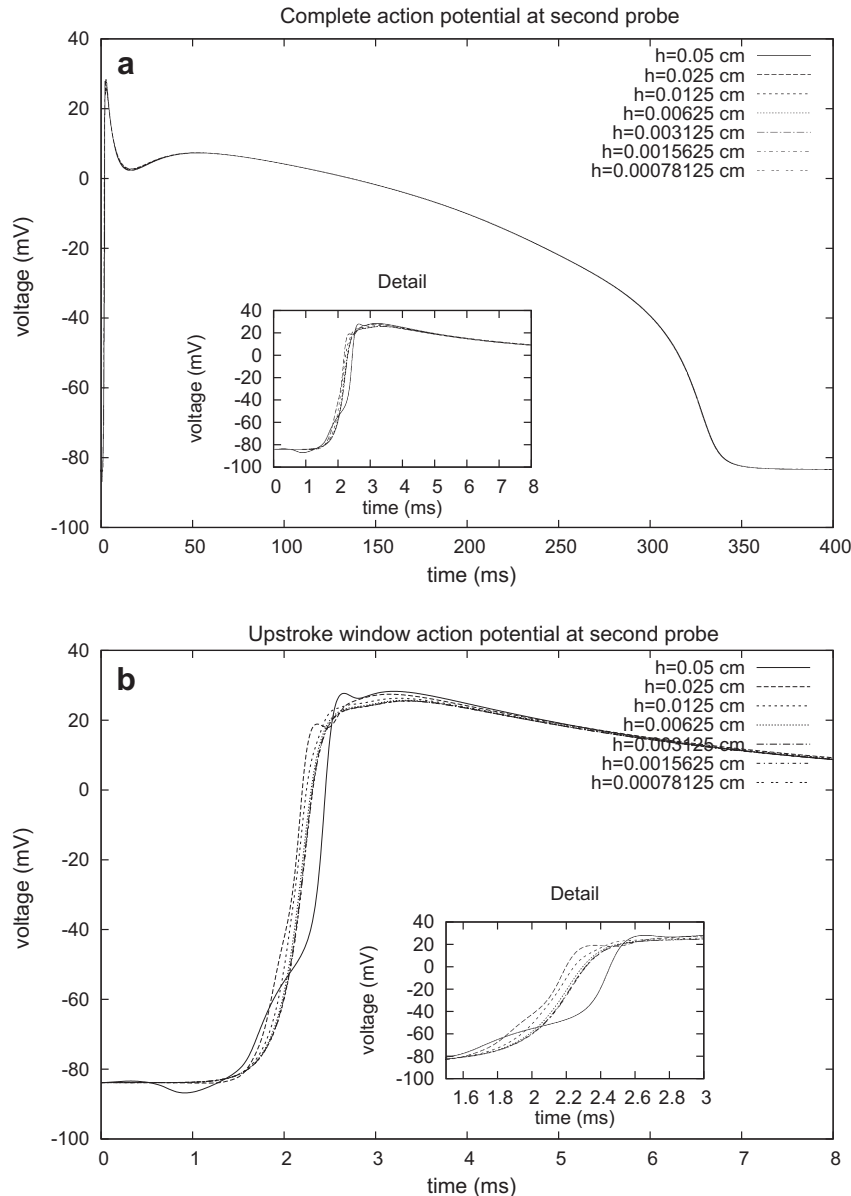 Complete action potential at second probe
a
h=0.05 cm
h=0.025 cm
h=0.0125 cm
h=0.00625 cm
h=0.003125 cm
h=0.0015625 cm
h=0.00078125 cm
40
20
0
-20
-40
-60
-80
-100
voltage (mV)
0 50 100 150 200 250 300 350 400
time (ms)
Detail
40
20
0
-20
-40
-60
-80
-100
voltage (mV)
0 1 2 3 4 5 6 7 8
time (ms)
Upstroke window action potential at second probe
b
h=0.05 cm
h=0.025 cm
h=0.0125 cm
h=0.00625 cm
h=0.003125 cm
h=0.0015625 cm
h=0.00078125 cm
40
20
0
-20
-40
-60
-80
-100
voltage (mV)
0 1 2 3 4 5 6 7 8
time (ms)
Detail
40
20
0
-20
-40
-60
-80
-100
voltage (mV)
1.6 1.8 2 2.2 2.4 2.6 2.8 3
time (ms)